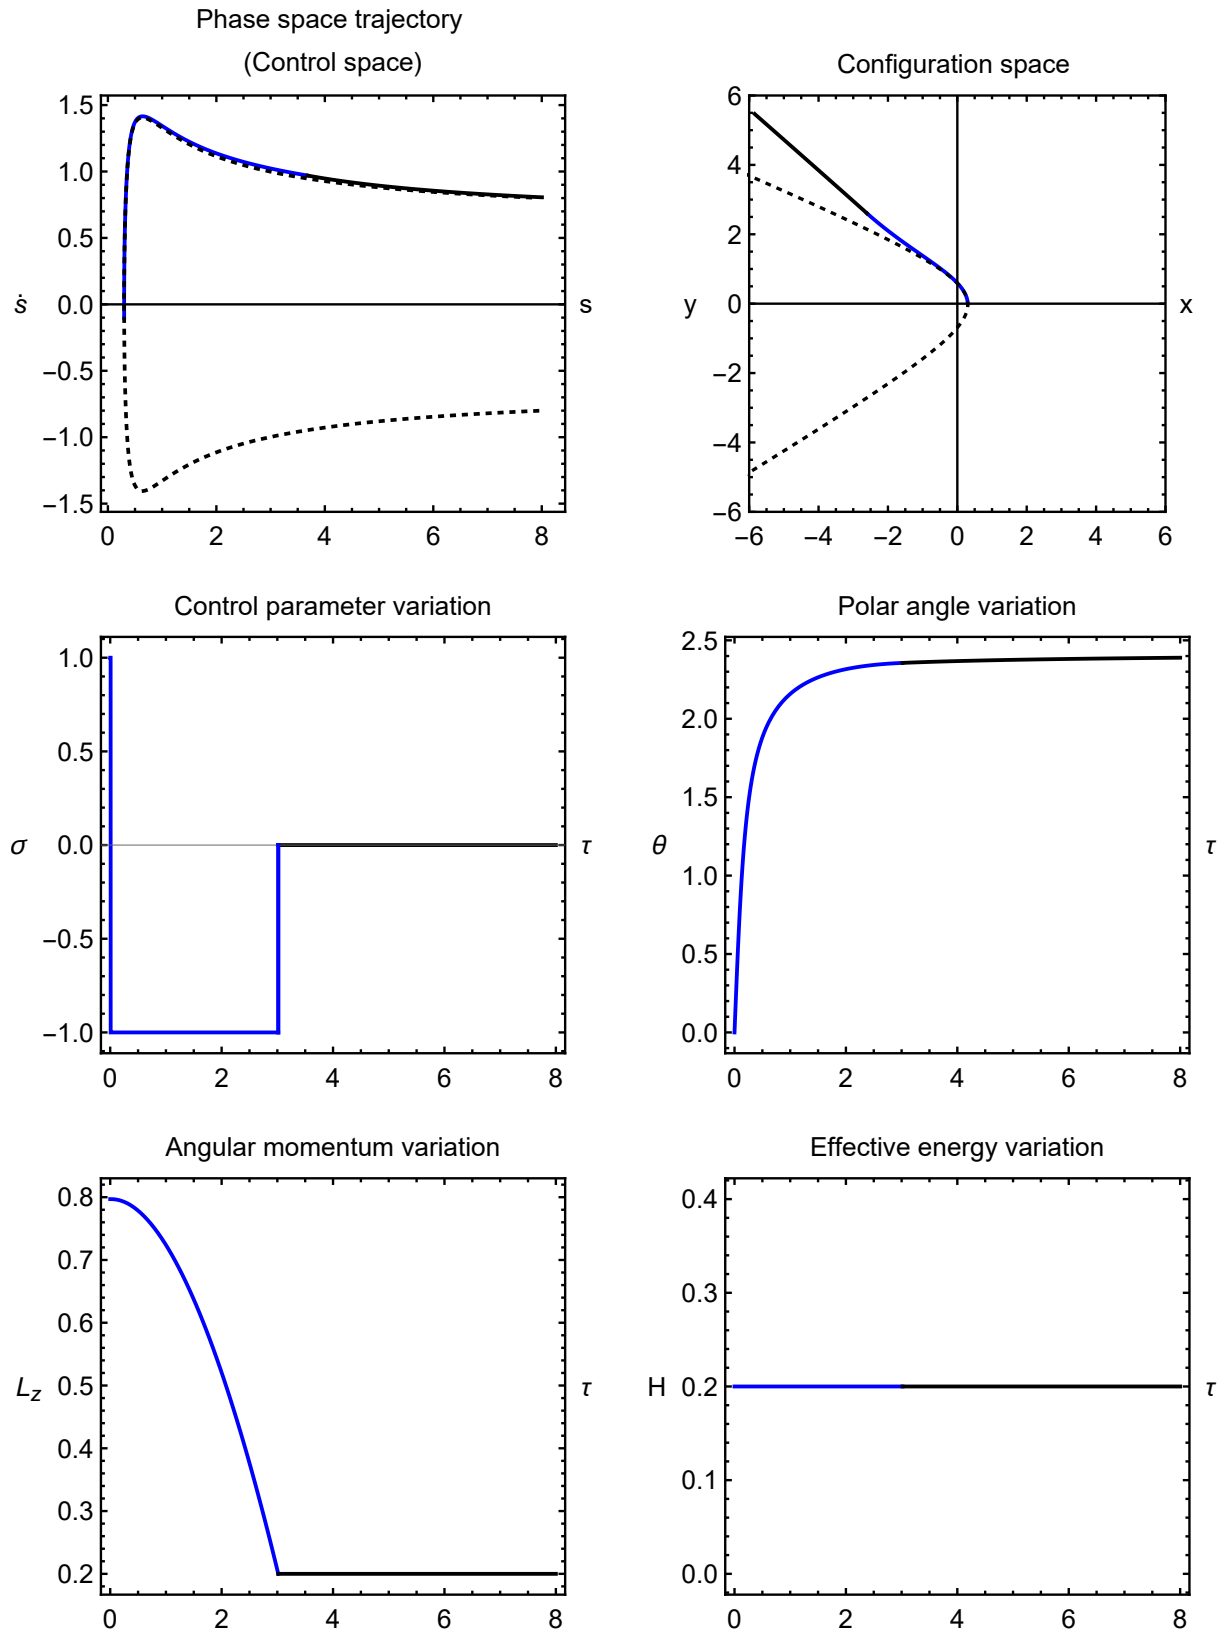 Phase space trajectory
(Control space)
1.5
1.0
0.5
0.0
−0.5
−1.0
−1.5
ṡ
s
0 2 4 6 8
Configuration space
6
4
2
0
−2
−4
−6
y
x
−6 −4 −2 0 2 4 6
Control parameter variation
1.0
0.5
0.0
−0.5
−1.0
σ
τ
0 2 4 6 8
Polar angle variation
2.5
2.0
1.5
1.0
0.5
0.0
θ
τ
0 2 4 6 8
Angular momentum variation
0.8
0.7
0.6
0.5
0.4
0.3
0.2
L_z
τ
0 2 4 6 8
Effective energy variation
0.4
0.3
0.2
0.1
0.0
H
τ
0 2 4 6 8